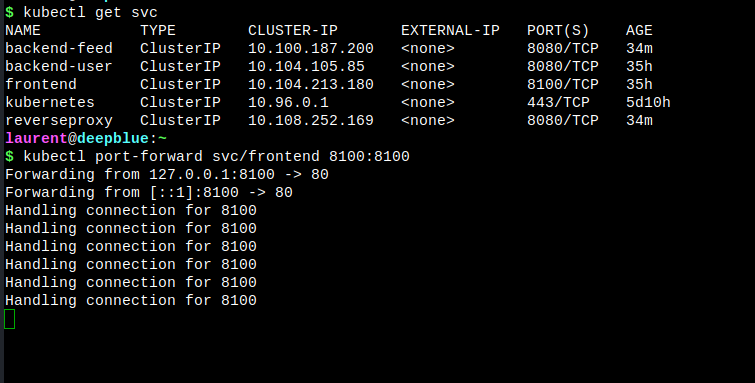 $ kubectl get svc
NAME TYPE CLUSTER-IP EXTERNAL-IP PORT(S) AGE
backend-feed ClusterIP 10.100.187.200 <none> 8080/TCP 34m
backend-user ClusterIP 10.104.105.85 <none> 8080/TCP 35h
frontend ClusterIP 10.104.213.180 <none> 8100/TCP 35h
kubernetes ClusterIP 10.96.0.1 <none> 443/TCP 5d10h
reverseproxy ClusterIP 10.108.252.169 <none> 8080/TCP 34m
laurent@deepblue:~
$ kubectl port-forward svc/frontend 8100:8100
Forwarding from 127.0.0.1:8100 -> 80
Forwarding from [::1]:8100 -> 80
Handling connection for 8100
Handling connection for 8100
Handling connection for 8100
Handling connection for 8100
Handling connection for 8100
Handling connection for 8100